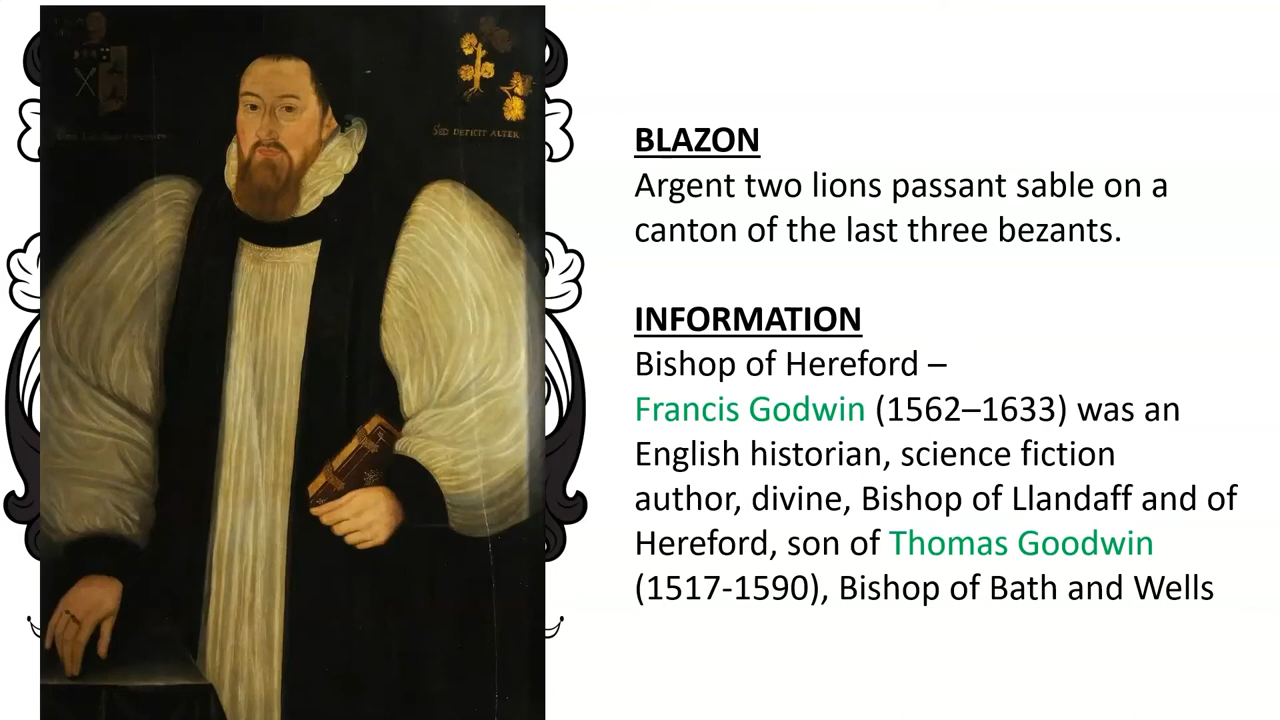 SED DEFICIT ALTER
BLAZON
Argent two lions passant sable on a
canton of the last three bezants.
INFORMATION
Bishop of Hereford –
Francis Godwin (1562–1633) was an
English historian, science fiction
author, divine, Bishop of Llandaff and of
Hereford, son of Thomas Goodwin
(1517-1590), Bishop of Bath and Wells